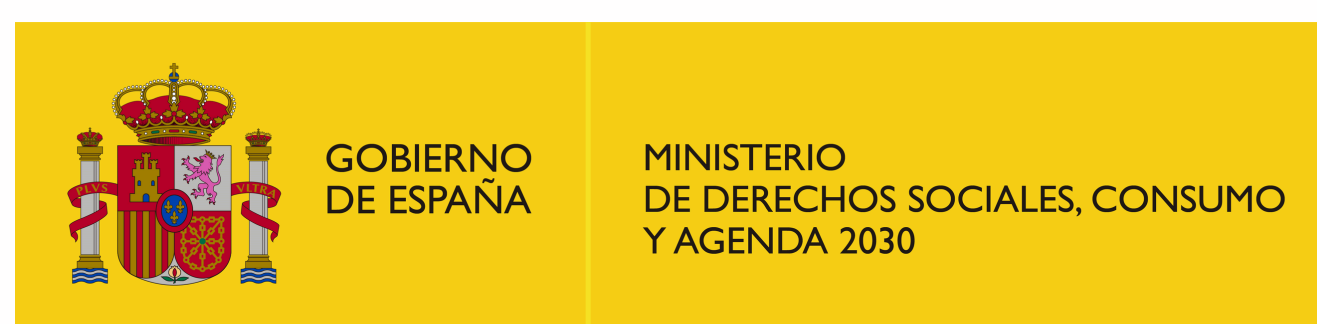 PLVS
VLTRA
GOBIERNO
DE ESPAÑA
MINISTERIO
DE DERECHOS SOCIALES, CONSUMO
Y AGENDA 2030